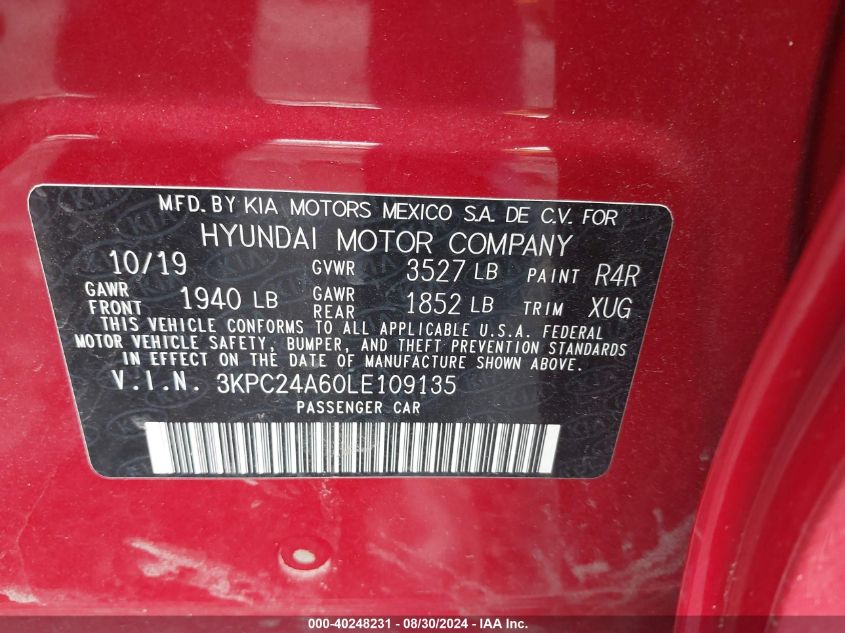 MFD. BY KIA MOTORS MEXICO S.A. DE C.V. FOR
HYUNDAI MOTOR COMPANY
10/19 GVWR 3527 LB PAINT R4R
GAWR FRONT 1940 LB GAWR REAR 1852 LB TRIM XUG
THIS VEHICLE CONFORMS TO ALL APPLICABLE U.S.A. FEDERAL
MOTOR VEHICLE SAFETY, BUMPER, AND THEFT PREVENTION STANDARDS
IN EFFECT ON THE DATE OF MANUFACTURE SHOWN ABOVE.
V.I.N. 3KPC24A60LE109135
PASSENGER CAR
000-40248231 - 08/30/2024 - IAA Inc.